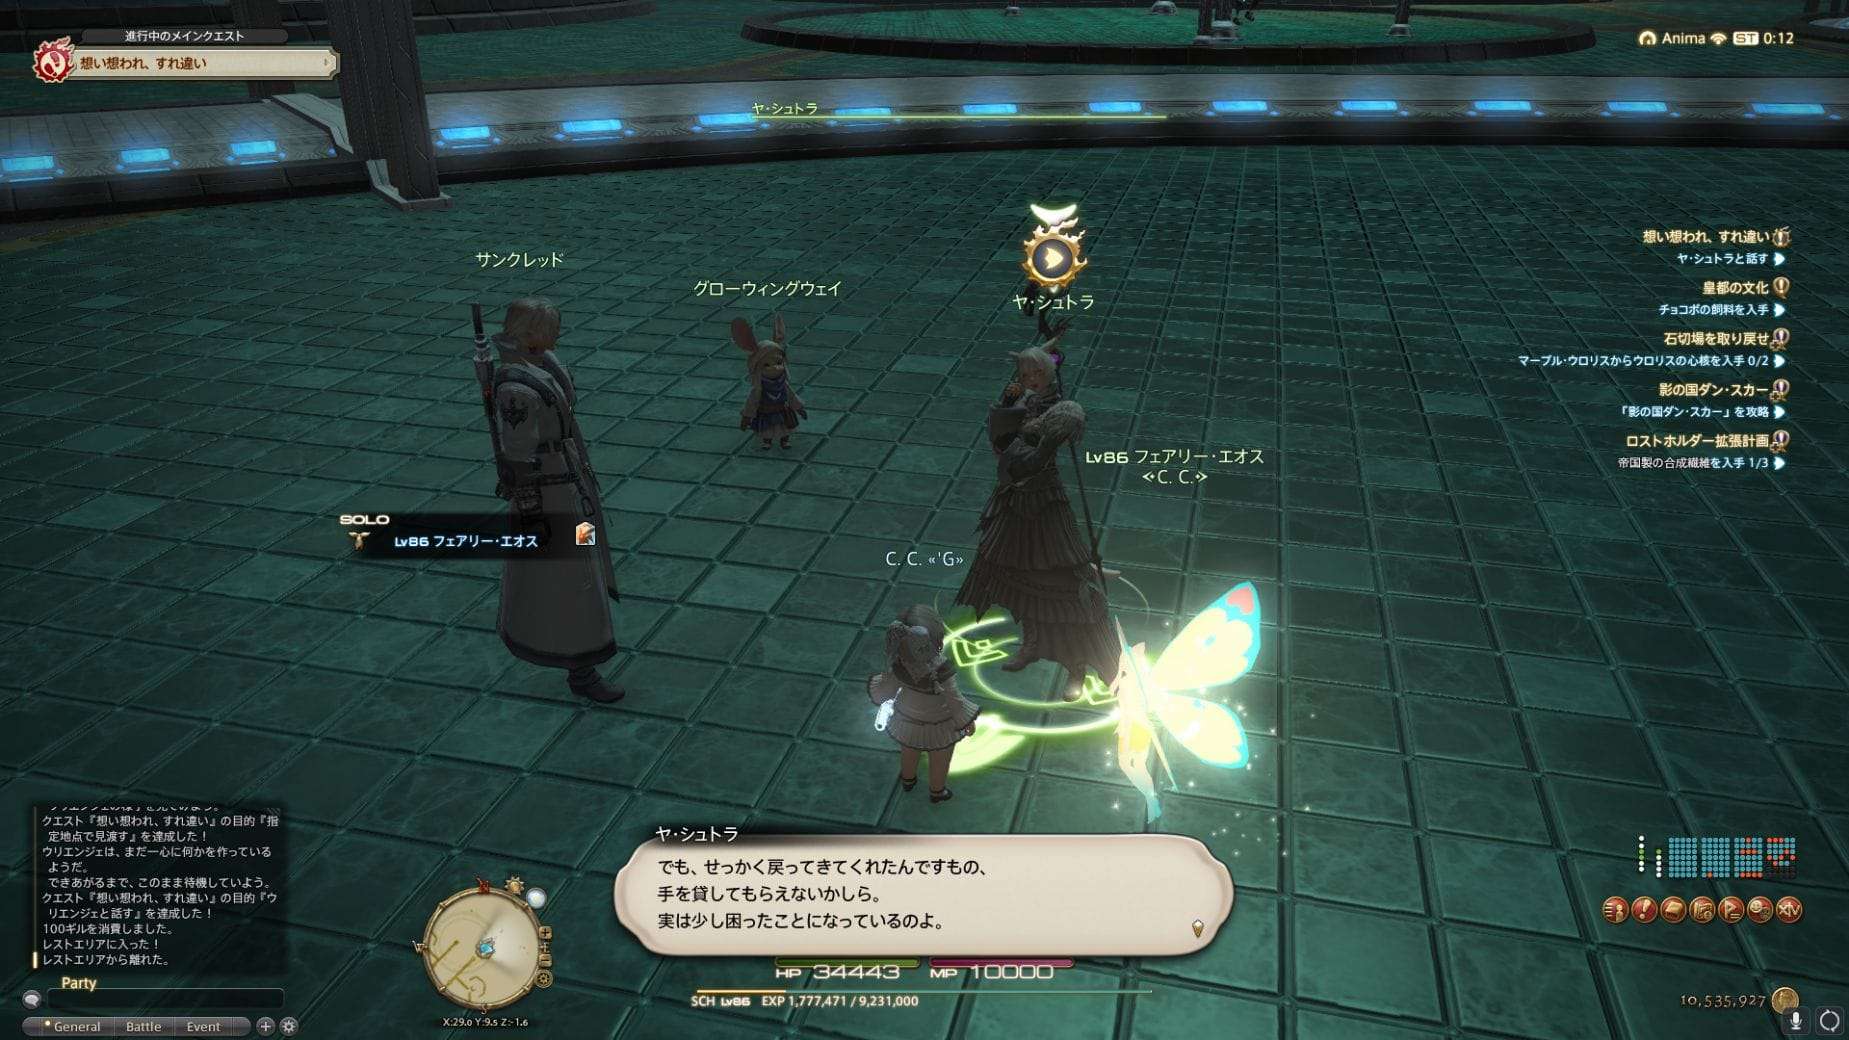 進行中のメインクエスト
想い想われ、すれ違い
Anima ST 0:12
ヤ・シュトラ
サンクレッド
グローウィングウェイ
ヤ・シュトラ
Lv86 フェアリー・エオス
«C. C.»
C. C. «'G»
SOLO
Lv86 フェアリー・エオス
想い想われ、すれ違い
ヤ・シュトラと話す
皇都の文化
チョコボの飼料を入手
石切場を取り戻せ
マーブル・ウロリスからウロリスの心核を入手 0/2
影の国ダン・スカー
「影の国ダン・スカー」を攻略
ロストホルダー拡張計画
帝国製の合成繊維を入手 1/3
クエスト『想い想われ、すれ違い』の目的『指
定地点で見渡す』を達成した！
ウリエンジェは、まだ一心に何かを作っている
ようだ。
できあがるまで、このまま待機していよう。
クエスト『想い想われ、すれ違い』の目的『ウ
リエンジェと話す』を達成した！
100ギルを消費しました。
レストエリアに入った！
レストエリアから離れた。
Party
General Battle Event
X:29.0 Y:9.5 Z:-1.6
ヤ・シュトラ
でも、せっかく戻ってきてくれたんですもの、
手を貸してもらえないかしら。
実は少し困ったことになっているのよ。
HP 34443 MP 10000
SCH Lv86 EXP 1,777,471 / 9,231,000
XIV
10,535,927